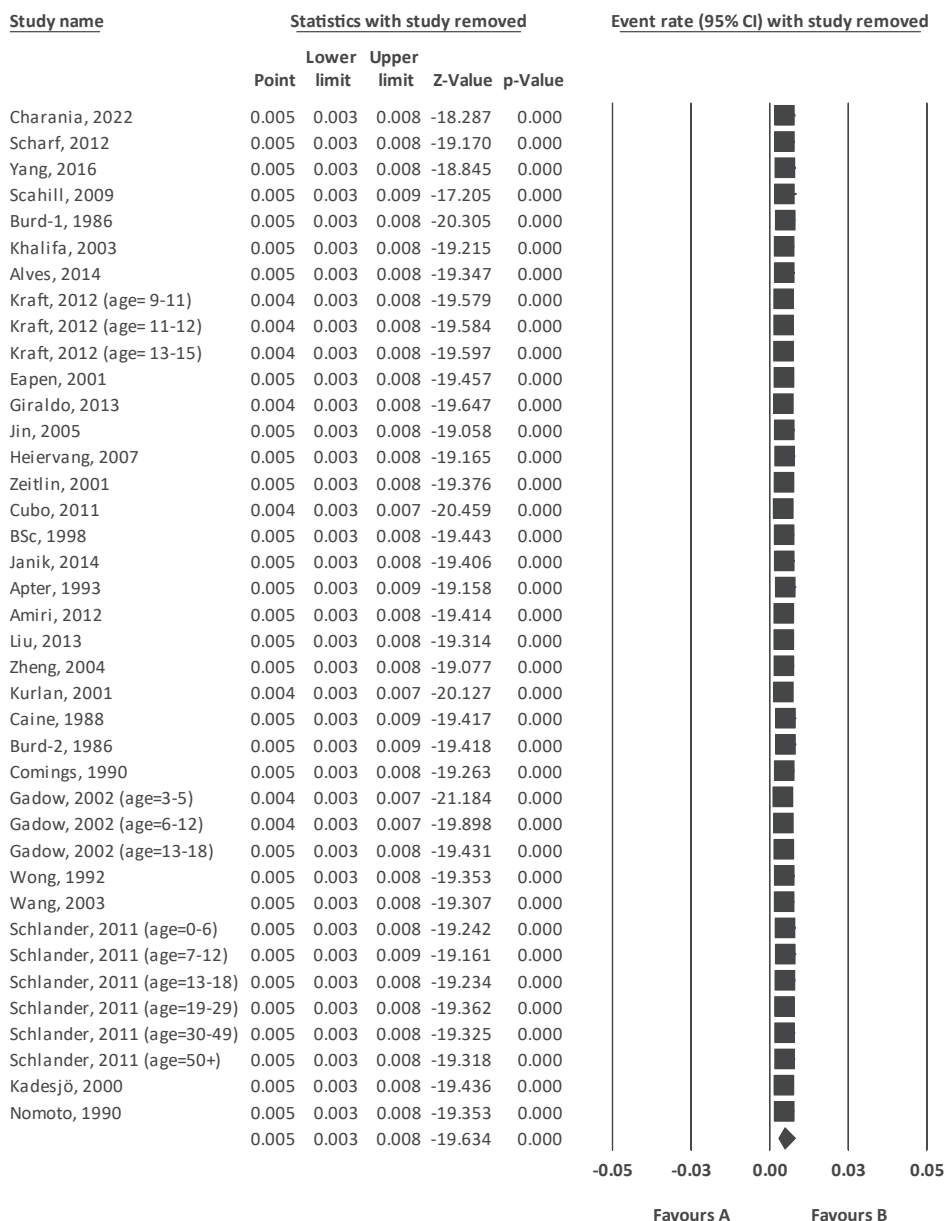 Study name Statistics with study removed Event rate (95% CI) with study removed
Lower Upper
Point limit limit Z-Value p-Value
Charania, 2022 0.005 0.003 0.008 -18.287 0.000
Scharf, 2012 0.005 0.003 0.008 -19.170 0.000
Yang, 2016 0.005 0.003 0.008 -18.845 0.000
Scahill, 2009 0.005 0.003 0.009 -17.205 0.000
Burd-1, 1986 0.005 0.003 0.008 -20.305 0.000
Khalifa, 2003 0.005 0.003 0.008 -19.215 0.000
Alves, 2014 0.005 0.003 0.008 -19.347 0.000
Kraft, 2012 (age= 9-11) 0.004 0.003 0.008 -19.579 0.000
Kraft, 2012 (age= 11-12) 0.004 0.003 0.008 -19.584 0.000
Kraft, 2012 (age= 13-15) 0.004 0.003 0.008 -19.597 0.000
Eapen, 2001 0.005 0.003 0.008 -19.457 0.000
Giraldo, 2013 0.004 0.003 0.008 -19.647 0.000
Jin, 2005 0.005 0.003 0.008 -19.058 0.000
Heiervang, 2007 0.005 0.003 0.008 -19.165 0.000
Zeitlin, 2001 0.005 0.003 0.008 -19.376 0.000
Cubo, 2011 0.004 0.003 0.007 -20.459 0.000
BSc, 1998 0.005 0.003 0.008 -19.443 0.000
Janik, 2014 0.005 0.003 0.008 -19.406 0.000
Apter, 1993 0.005 0.003 0.009 -19.158 0.000
Amiri, 2012 0.005 0.003 0.008 -19.414 0.000
Liu, 2013 0.005 0.003 0.008 -19.314 0.000
Zheng, 2004 0.005 0.003 0.008 -19.077 0.000
Kurlan, 2001 0.004 0.003 0.007 -20.127 0.000
Caine, 1988 0.005 0.003 0.009 -19.417 0.000
Burd-2, 1986 0.005 0.003 0.009 -19.418 0.000
Comings, 1990 0.005 0.003 0.008 -19.263 0.000
Gadow, 2002 (age=3-5) 0.004 0.003 0.007 -21.184 0.000
Gadow, 2002 (age=6-12) 0.004 0.003 0.007 -19.898 0.000
Gadow, 2002 (age=13-18) 0.005 0.003 0.008 -19.431 0.000
Wong, 1992 0.005 0.003 0.008 -19.353 0.000
Wang, 2003 0.005 0.003 0.008 -19.307 0.000
Schlander, 2011 (age=0-6) 0.005 0.003 0.008 -19.242 0.000
Schlander, 2011 (age=7-12) 0.005 0.003 0.009 -19.161 0.000
Schlander, 2011 (age=13-18) 0.005 0.003 0.008 -19.234 0.000
Schlander, 2011 (age=19-29) 0.005 0.003 0.008 -19.362 0.000
Schlander, 2011 (age=30-49) 0.005 0.003 0.008 -19.325 0.000
Schlander, 2011 (age=50+) 0.005 0.003 0.008 -19.318 0.000
Kadesjö, 2000 0.005 0.003 0.008 -19.436 0.000
Nomoto, 1990 0.005 0.003 0.008 -19.353 0.000
0.005 0.003 0.008 -19.634 0.000
-0.05 -0.03 0.00 0.03 0.05
Favours A Favours B